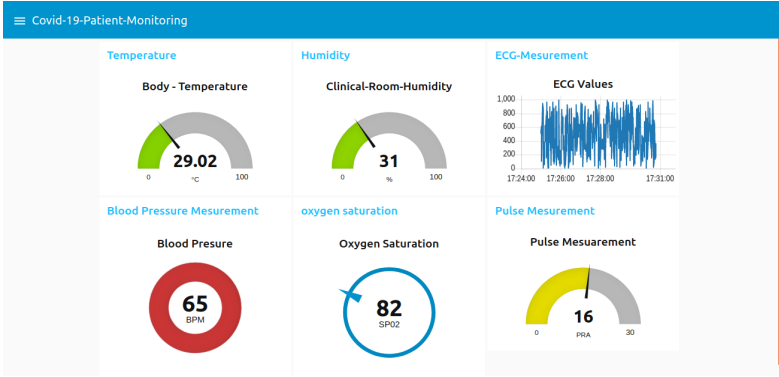 Covid-19-Patient-Monitoring
Temperature
Body - Temperature
29.02
0
°C
100
Humidity
Clinical-Room-Humidity
31
0
%
100
ECG-Mesurement
ECG Values
1,000
800
600
400
200
0
17:24:00 17:26:00 17:28:00 17:31:00
Blood Pressure Mesurement
Blood Presure
65
BPM
oxygen saturation
Oxygen Saturation
82
SP02
Pulse Mesurement
Pulse Mesuarement
16
0
PRA
30